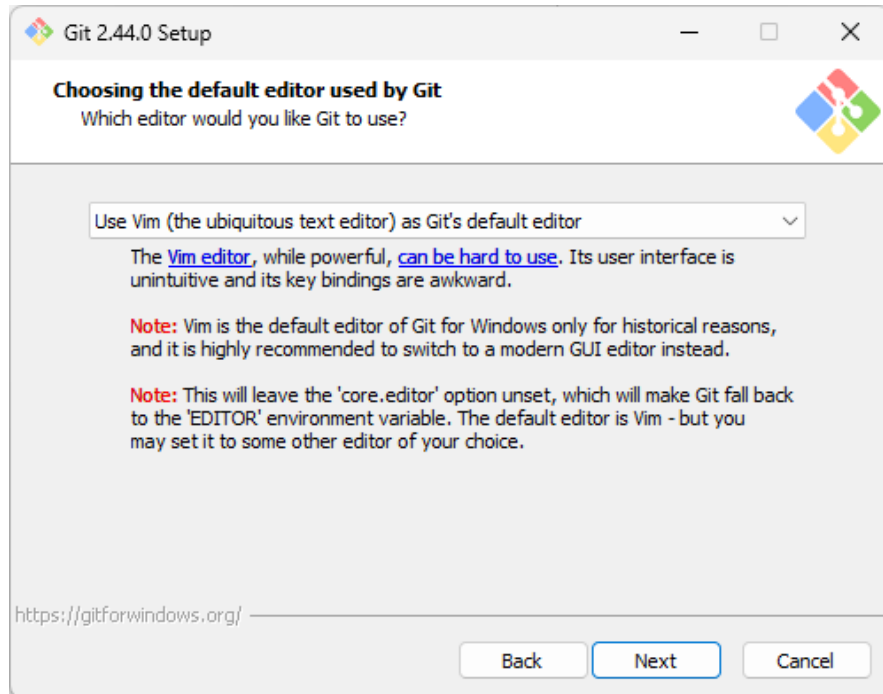 Git 2.44.0 Setup
Choosing the default editor used by Git
Which editor would you like Git to use?
Use Vim (the ubiquitous text editor) as Git's default editor
The Vim editor, while powerful, can be hard to use. Its user interface is
unintuitive and its key bindings are awkward.
Note: Vim is the default editor of Git for Windows only for historical reasons,
and it is highly recommended to switch to a modern GUI editor instead.
Note: This will leave the 'core.editor' option unset, which will make Git fall back
to the 'EDITOR' environment variable. The default editor is Vim - but you
may set it to some other editor of your choice.
https://gitforwindows.org/
Back Next Cancel